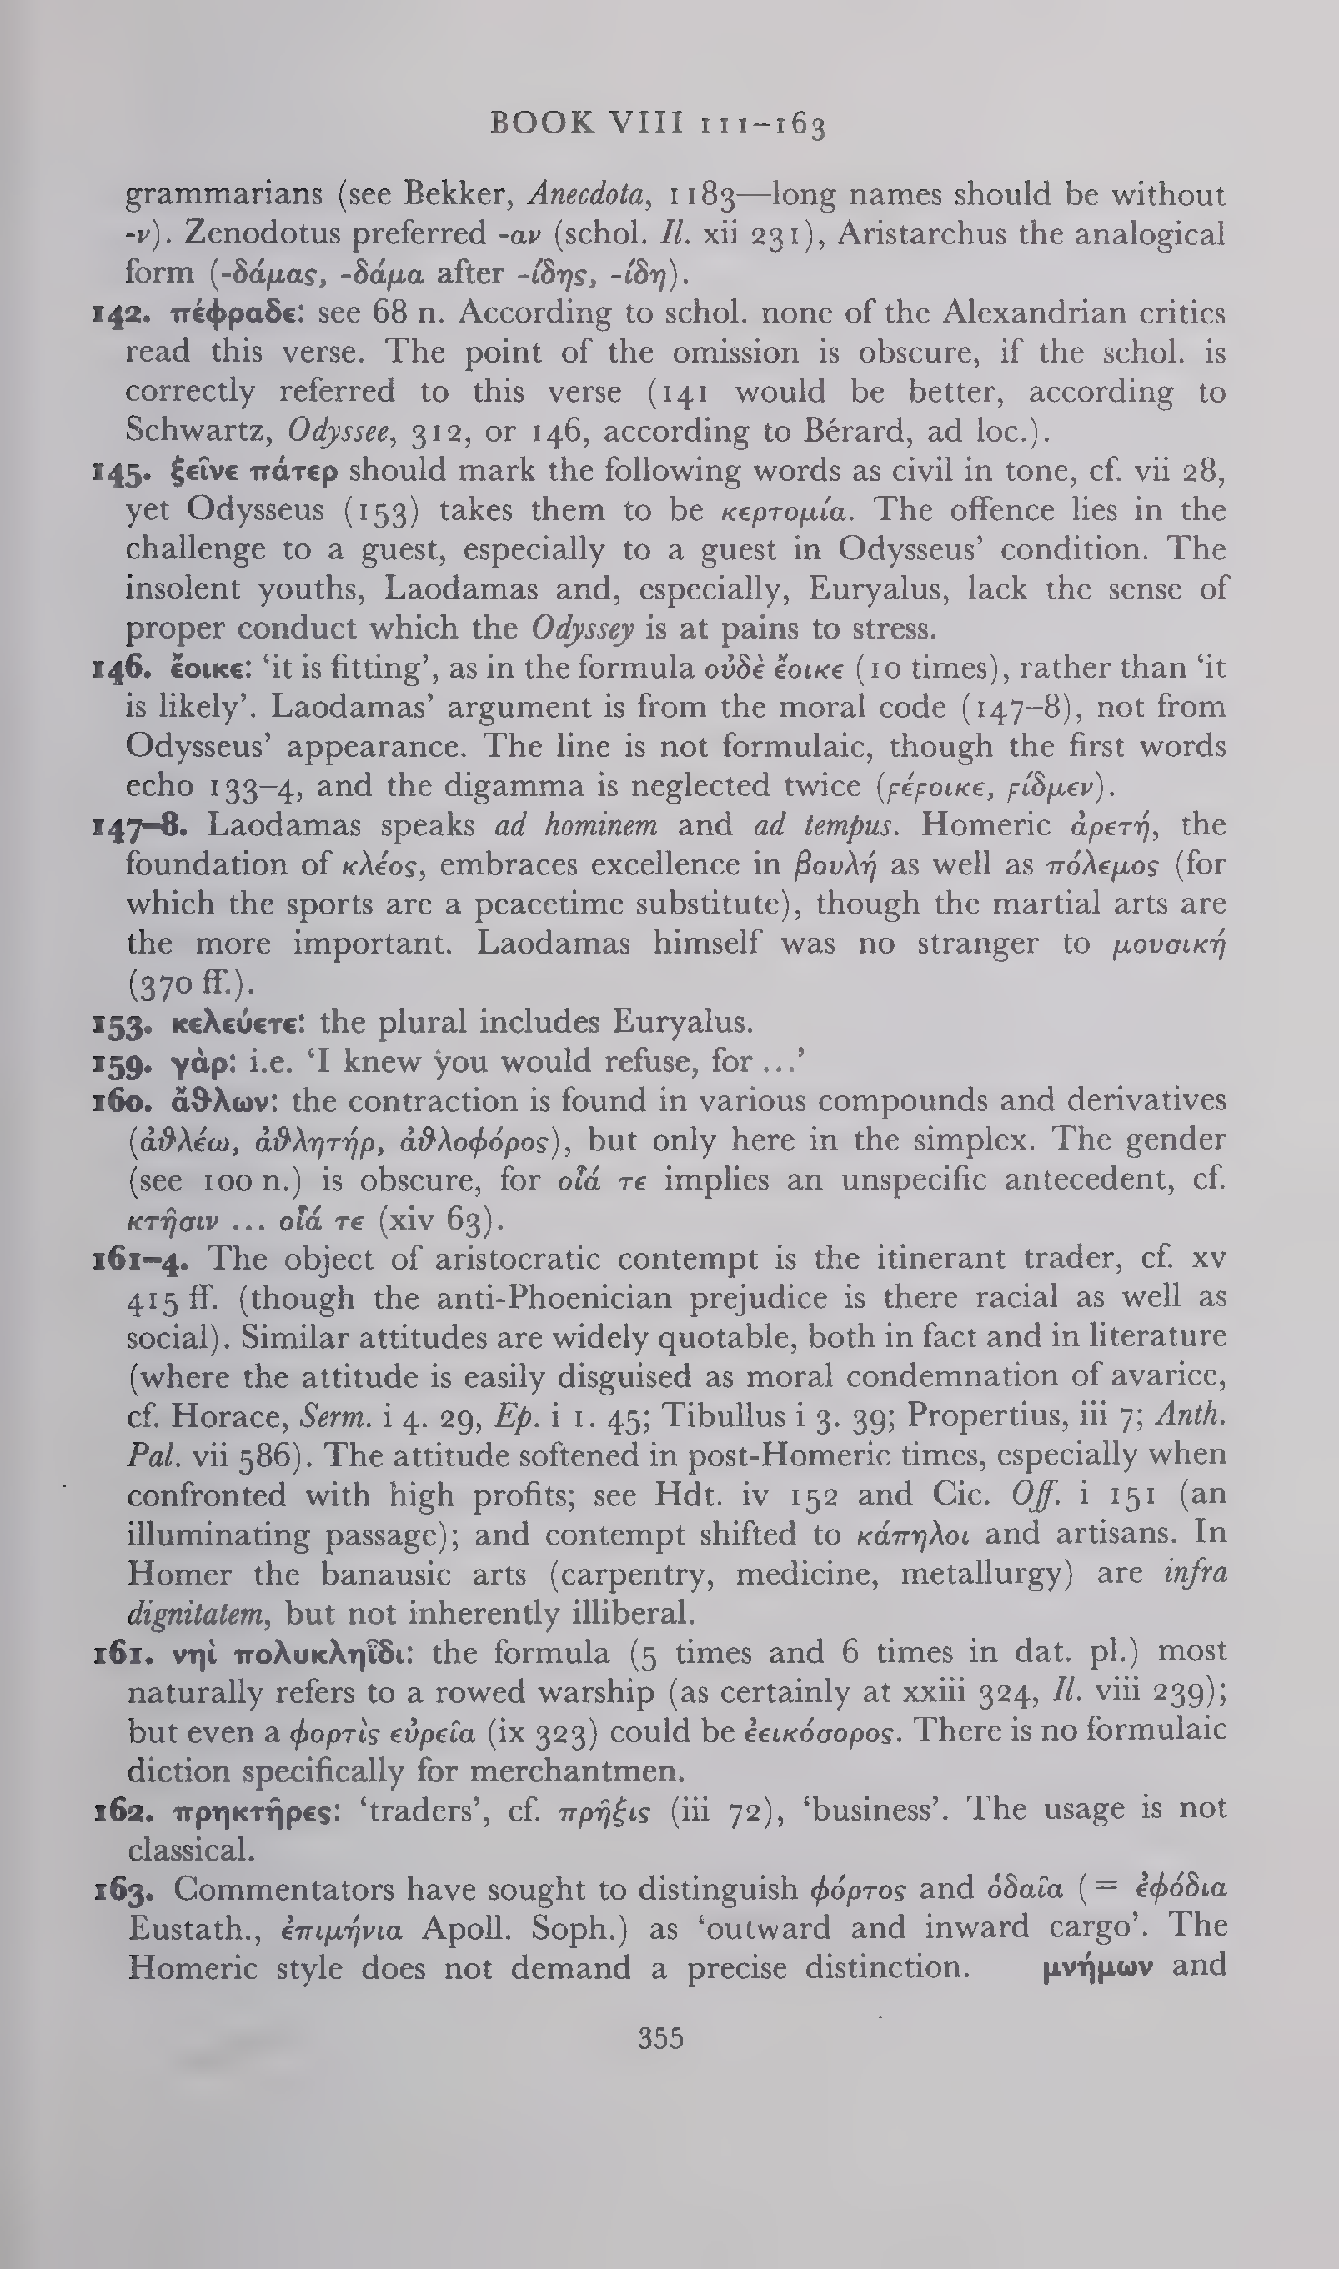 BOOK VIII 111–163
grammarians (see Bekker, Anecdota, 1183—long names should be without
-ν). Zenodotus preferred -αν (schol. Il. xii 231), Aristarchus the analogical
form (-δάμας, -δάμα after -ίδης, -ίδη).
142. πέφραδε: see 68 n. According to schol. none of the Alexandrian critics
read this verse. The point of the omission is obscure, if the schol. is
correctly referred to this verse (141 would be better, according to
Schwartz, Odyssee, 312, or 146, according to Bérard, ad loc.).
145. ξεῖνε πάτερ should mark the following words as civil in tone, cf. vii 28,
yet Odysseus (153) takes them to be κερτομία. The offence lies in the
challenge to a guest, especially to a guest in Odysseus’ condition. The
insolent youths, Laodamas and, especially, Euryalus, lack the sense of
proper conduct which the Odyssey is at pains to stress.
146. ἔοικε: ‘it is fitting’, as in the formula οὐδὲ ἔοικε (10 times), rather than ‘it
is likely’. Laodamas’ argument is from the moral code (147–8), not from
Odysseus’ appearance. The line is not formulaic, though the first words
echo 133–4, and the digamma is neglected twice (ϝέϝοικε, ϝίδμεν).
147–8. Laodamas speaks ad hominem and ad tempus. Homeric ἀρετή, the
foundation of κλέος, embraces excellence in βουλή as well as πόλεμος (for
which the sports are a peacetime substitute), though the martial arts are
the more important. Laodamas himself was no stranger to μουσική
(370 ff.).
153. κελεύετε: the plural includes Euryalus.
159. γὰρ: i.e. ‘I knew you would refuse, for ...’
160. ἄϑλων: the contraction is found in various compounds and derivatives
(ἀϑλέω, ἀϑλητήρ, ἀϑλοφόρος), but only here in the simplex. The gender
(see 100 n.) is obscure, for οἷά τε implies an unspecific antecedent, cf.
κτῆσιν ... οἷά τε (xiv 63).
161–4. The object of aristocratic contempt is the itinerant trader, cf. xv
415 ff. (though the anti-Phoenician prejudice is there racial as well as
social). Similar attitudes are widely quotable, both in fact and in literature
(where the attitude is easily disguised as moral condemnation of avarice,
cf. Horace, Serm. i 4. 29, Ep. i 1. 45; Tibullus i 3. 39; Propertius, iii 7; Anth.
Pal. vii 586). The attitude softened in post-Homeric times, especially when
confronted with high profits; see Hdt. iv 152 and Cic. Off. i 151 (an
illuminating passage); and contempt shifted to κάπηλοι and artisans. In
Homer the banausic arts (carpentry, medicine, metallurgy) are infra
dignitatem, but not inherently illiberal.
161. νηῒ πολυκληῗδι: the formula (5 times and 6 times in dat. pl.) most
naturally refers to a rowed warship (as certainly at xxiii 324, Il. viii 239);
but even a φορτὶς εὐρεῖα (ix 323) could be ἐεικόσορος. There is no formulaic
diction specifically for merchantmen.
162. πρηκτῆρες: ‘traders’, cf. πρῆξις (iii 72), ‘business’. The usage is not
classical.
163. Commentators have sought to distinguish φόρτος and ὁδαῖα (= ἐφόδια
Eustath., ἐπιμήνια Apoll. Soph.) as ‘outward and inward cargo’. The
Homeric style does not demand a precise distinction. μνήμων and
355